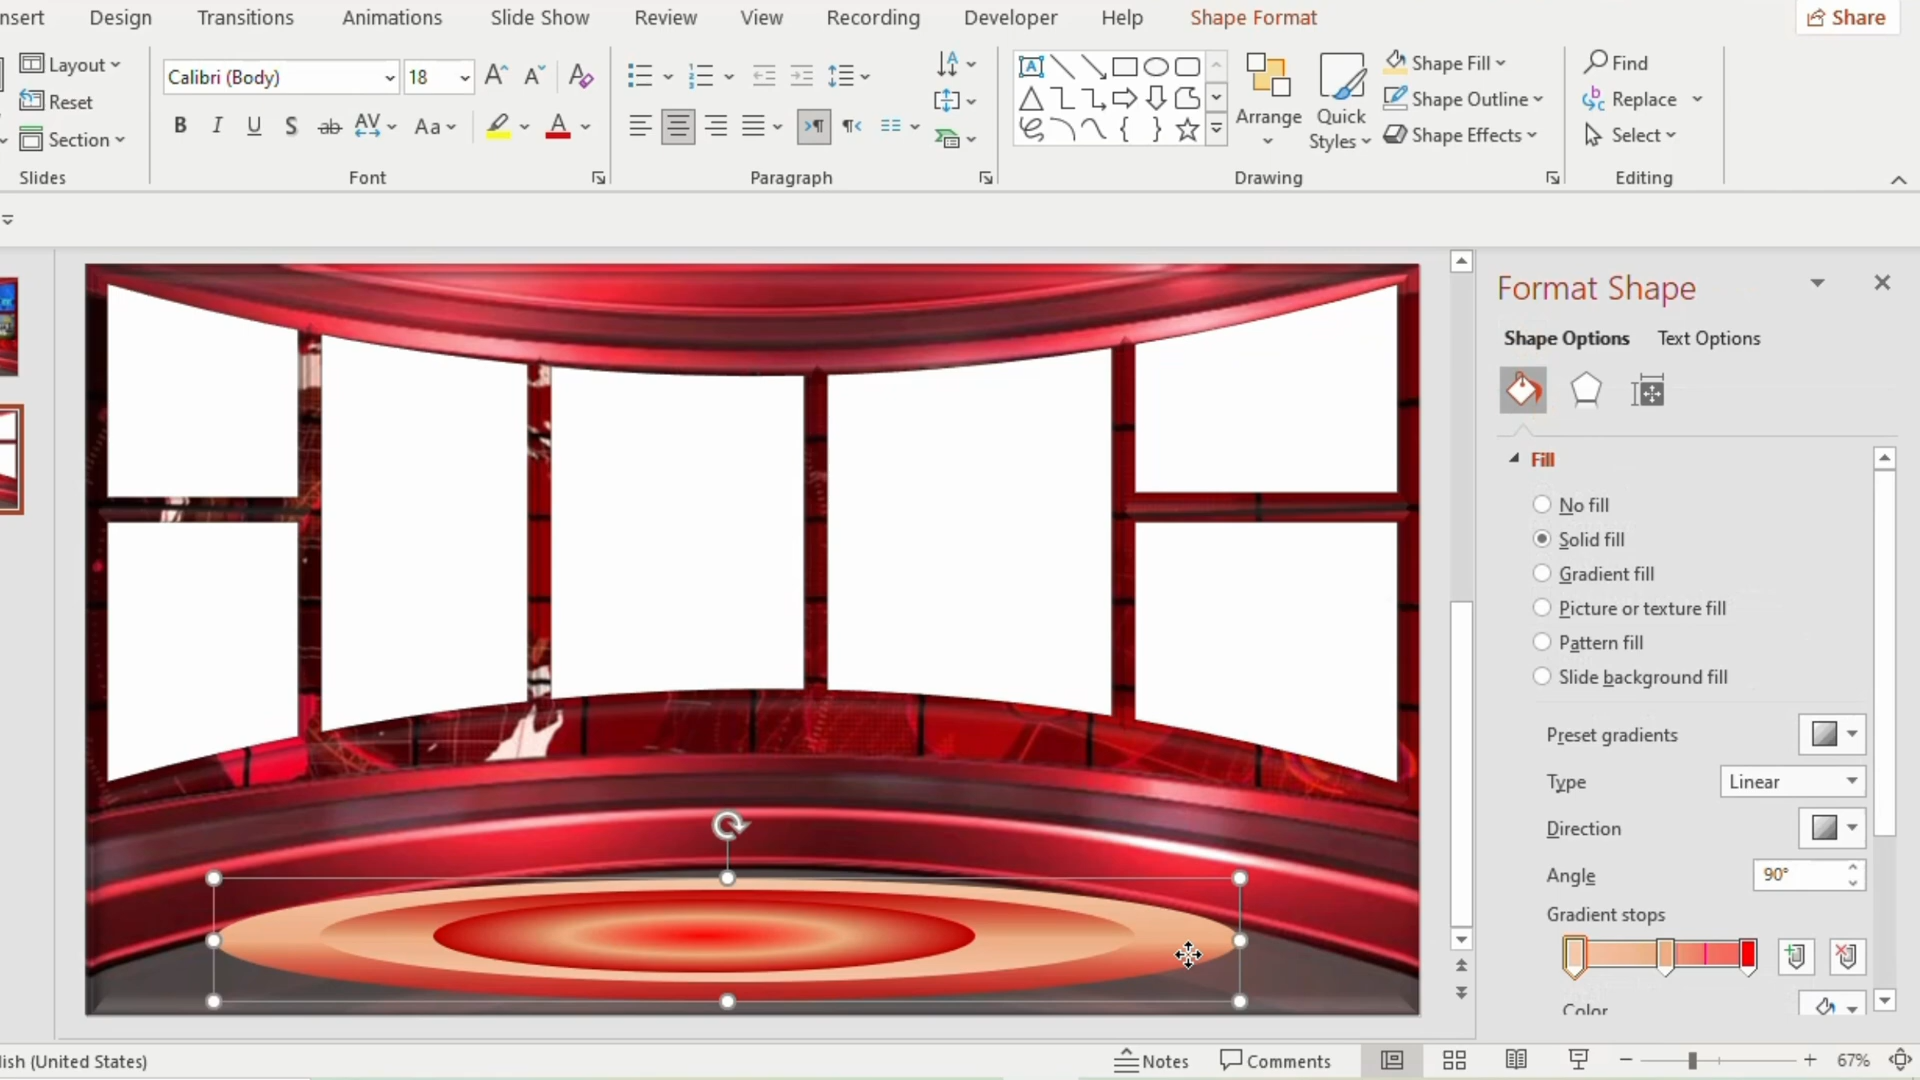 nsert Design Transitions Animations Slide Show Review View Recording Developer Help Shape Format Share
Layout Calibri (Body) 18 Shape Fill Find
Reset Arrange Quick Styles Shape Outline Replace
Section B I U S ab AV Aa A Shape Effects Select
Slides Font Paragraph Drawing Editing
Format Shape
Shape Options Text Options
Fill
No fill
Solid fill
Gradient fill
Picture or texture fill
Pattern fill
Slide background fill
Preset gradients
Type Linear
Direction
Angle 90°
Gradient stops
Color
lish (United States) Notes Comments 67%